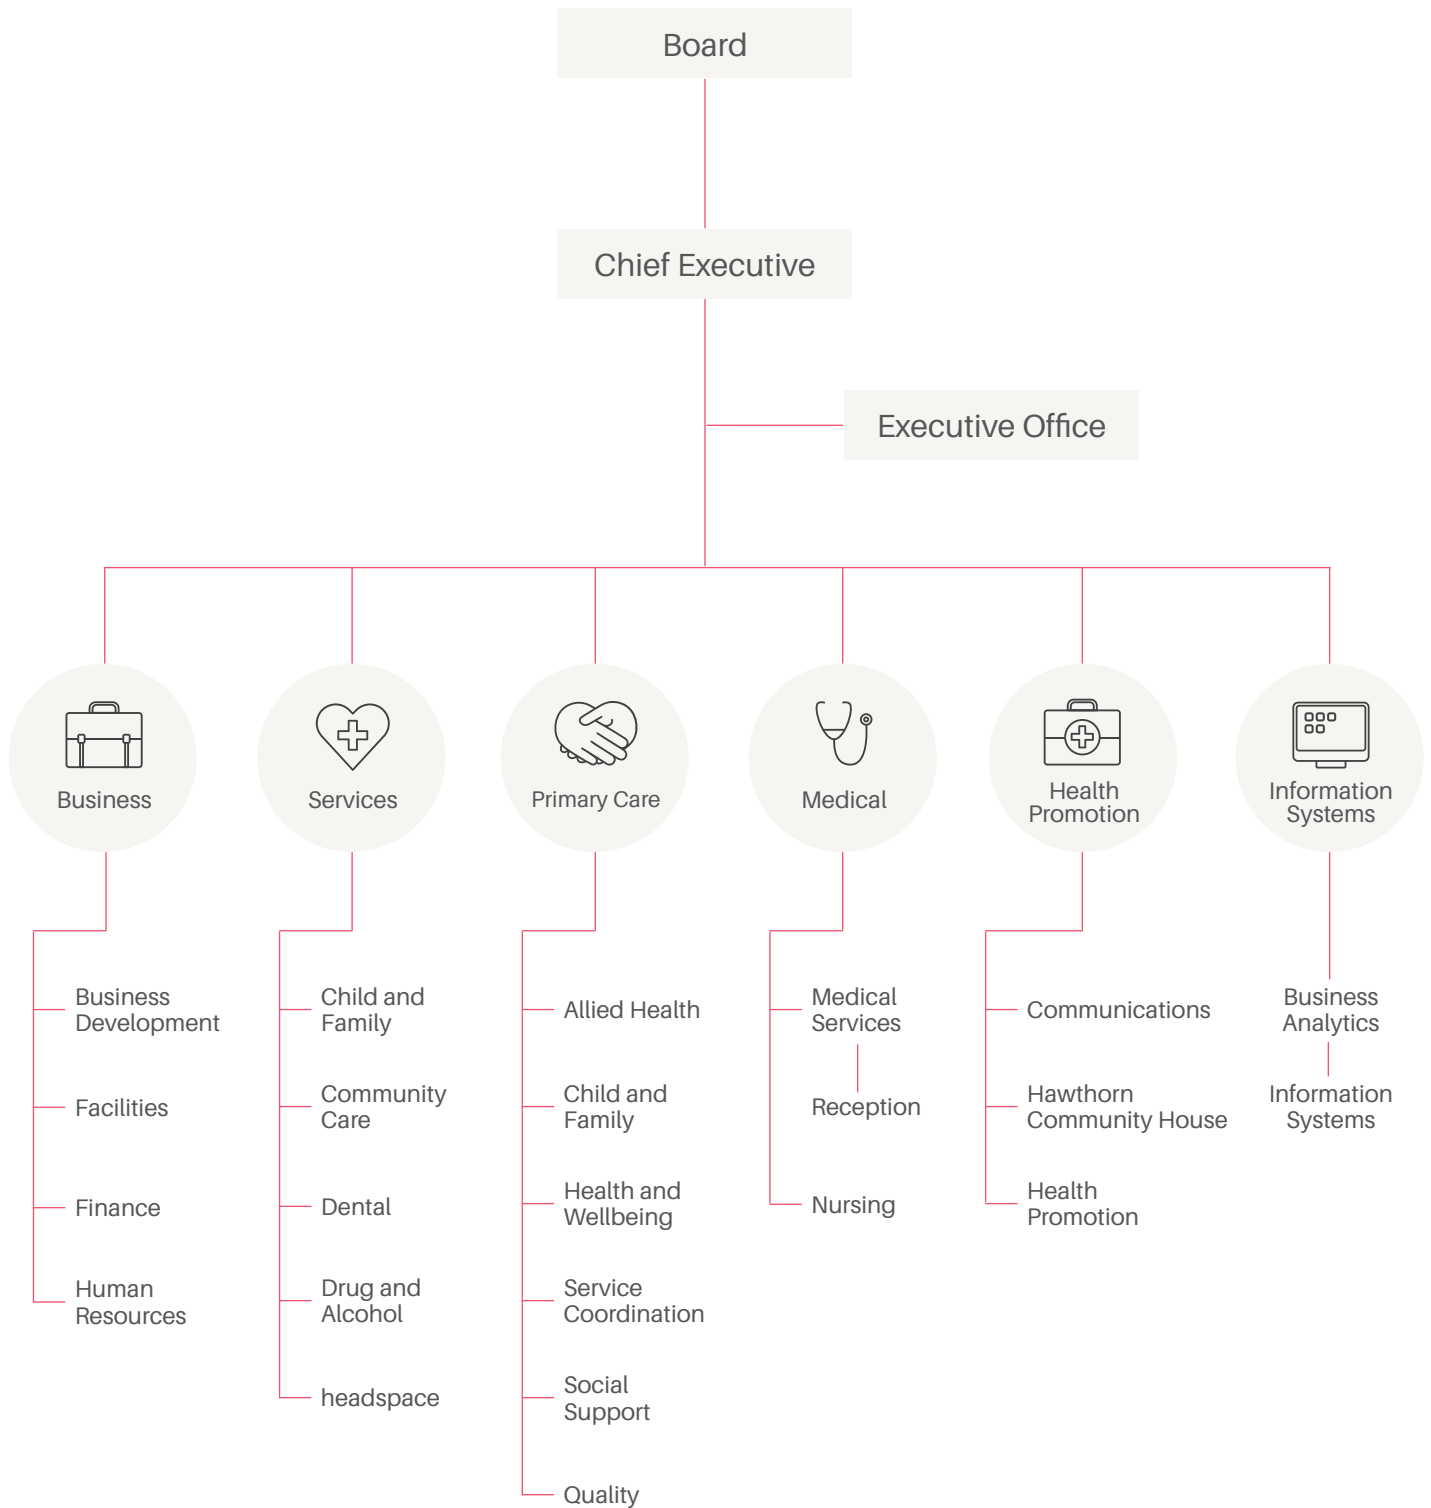 Board
Chief Executive
Executive Office
Business
Services
Primary Care
Medical
Health
Promotion
Information
Systems
Business
Development
Facilities
Finance
Human
Resources
Child and
Family
Community
Care
Dental
Drug and
Alcohol
headspace
Allied Health
Child and
Family
Health and
Wellbeing
Service
Coordination
Social
Support
Quality
Medical
Services
Reception
Nursing
Communications
Hawthorn
Community House
Health
Promotion
Business
Analytics
Information
Systems